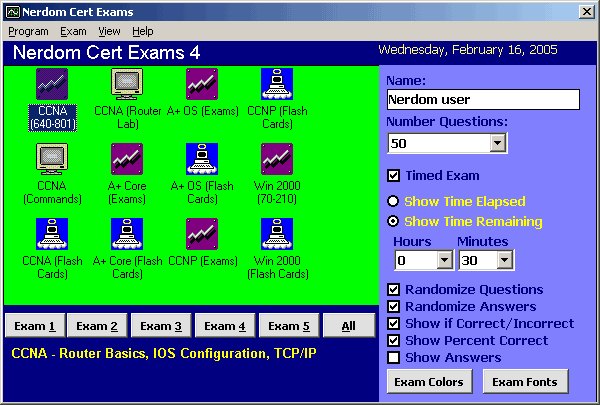 Nerdom Cert Exams
Program Exam View Help
Nerdom Cert Exams 4
Wednesday, February 16, 2005
CCNA (640-801)
CCNA (Router Lab)
A+ OS (Exams)
CCNP (Flash Cards)
CCNA (Commands)
A+ Core (Exams)
A+ OS (Flash Cards)
Win 2000 (70-210)
CCNA (Flash Cards)
A+ Core (Flash Cards)
CCNP (Exams)
Win 2000 (Flash Cards)
Exam 1 Exam 2 Exam 3 Exam 4 Exam 5 All
CCNA - Router Basics, IOS Configuration, TCP/IP
Name:
Nerdom user
Number Questions:
50
Timed Exam
Show Time Elapsed
Show Time Remaining
Hours Minutes
0 30
Randomize Questions
Randomize Answers
Show if Correct/Incorrect
Show Percent Correct
Show Answers
Exam Colors Exam Fonts